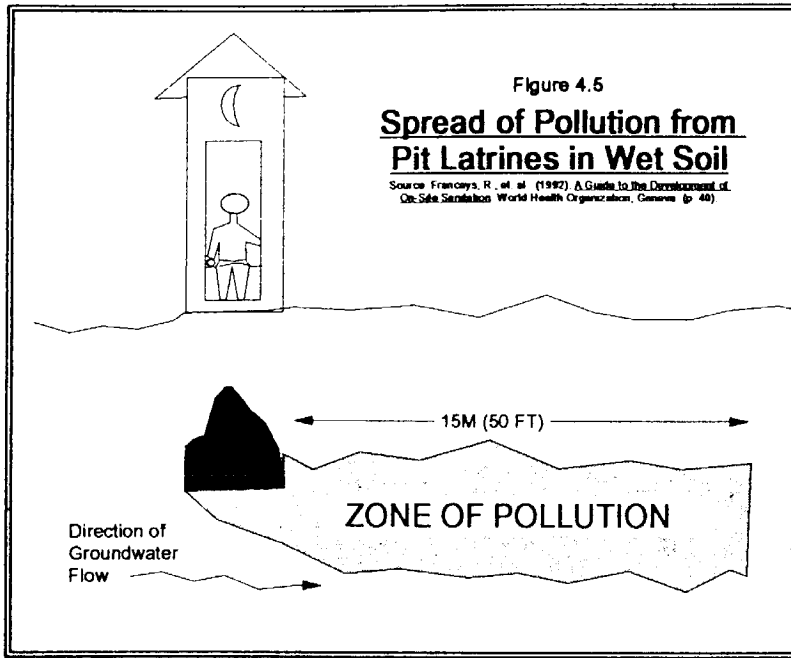 Figure 4.5
Spread of Pollution from
Pit Latrines in Wet Soil
Source Franceys, R., et al (1992). A Guide to the Development of
On-Site Sanitation World Health Organization, Geneva (p 40)
15M (50 FT)
ZONE OF POLLUTION
Direction of
Groundwater
Flow